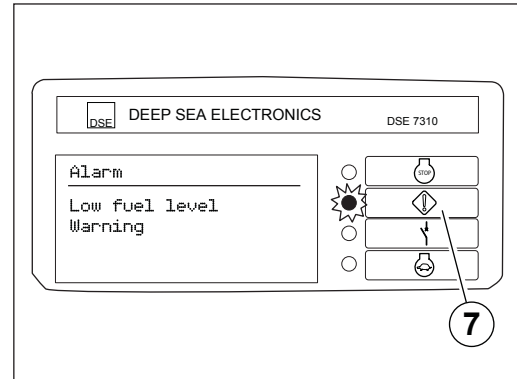 DSE DEEP SEA ELECTRONICS DSE 7310
Alarm
Low fuel level
Warning
STOP
7